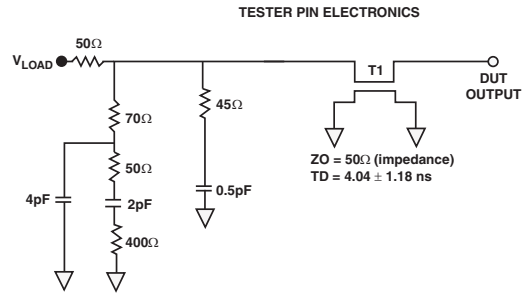 TESTER PIN ELECTRONICS
50Ω
VLOAD
T1
DUT
OUTPUT
70Ω
45Ω
50Ω
4pF
2pF
0.5pF
400Ω
ZO = 50Ω (impedance)
TD = 4.04 ± 1.18 ns